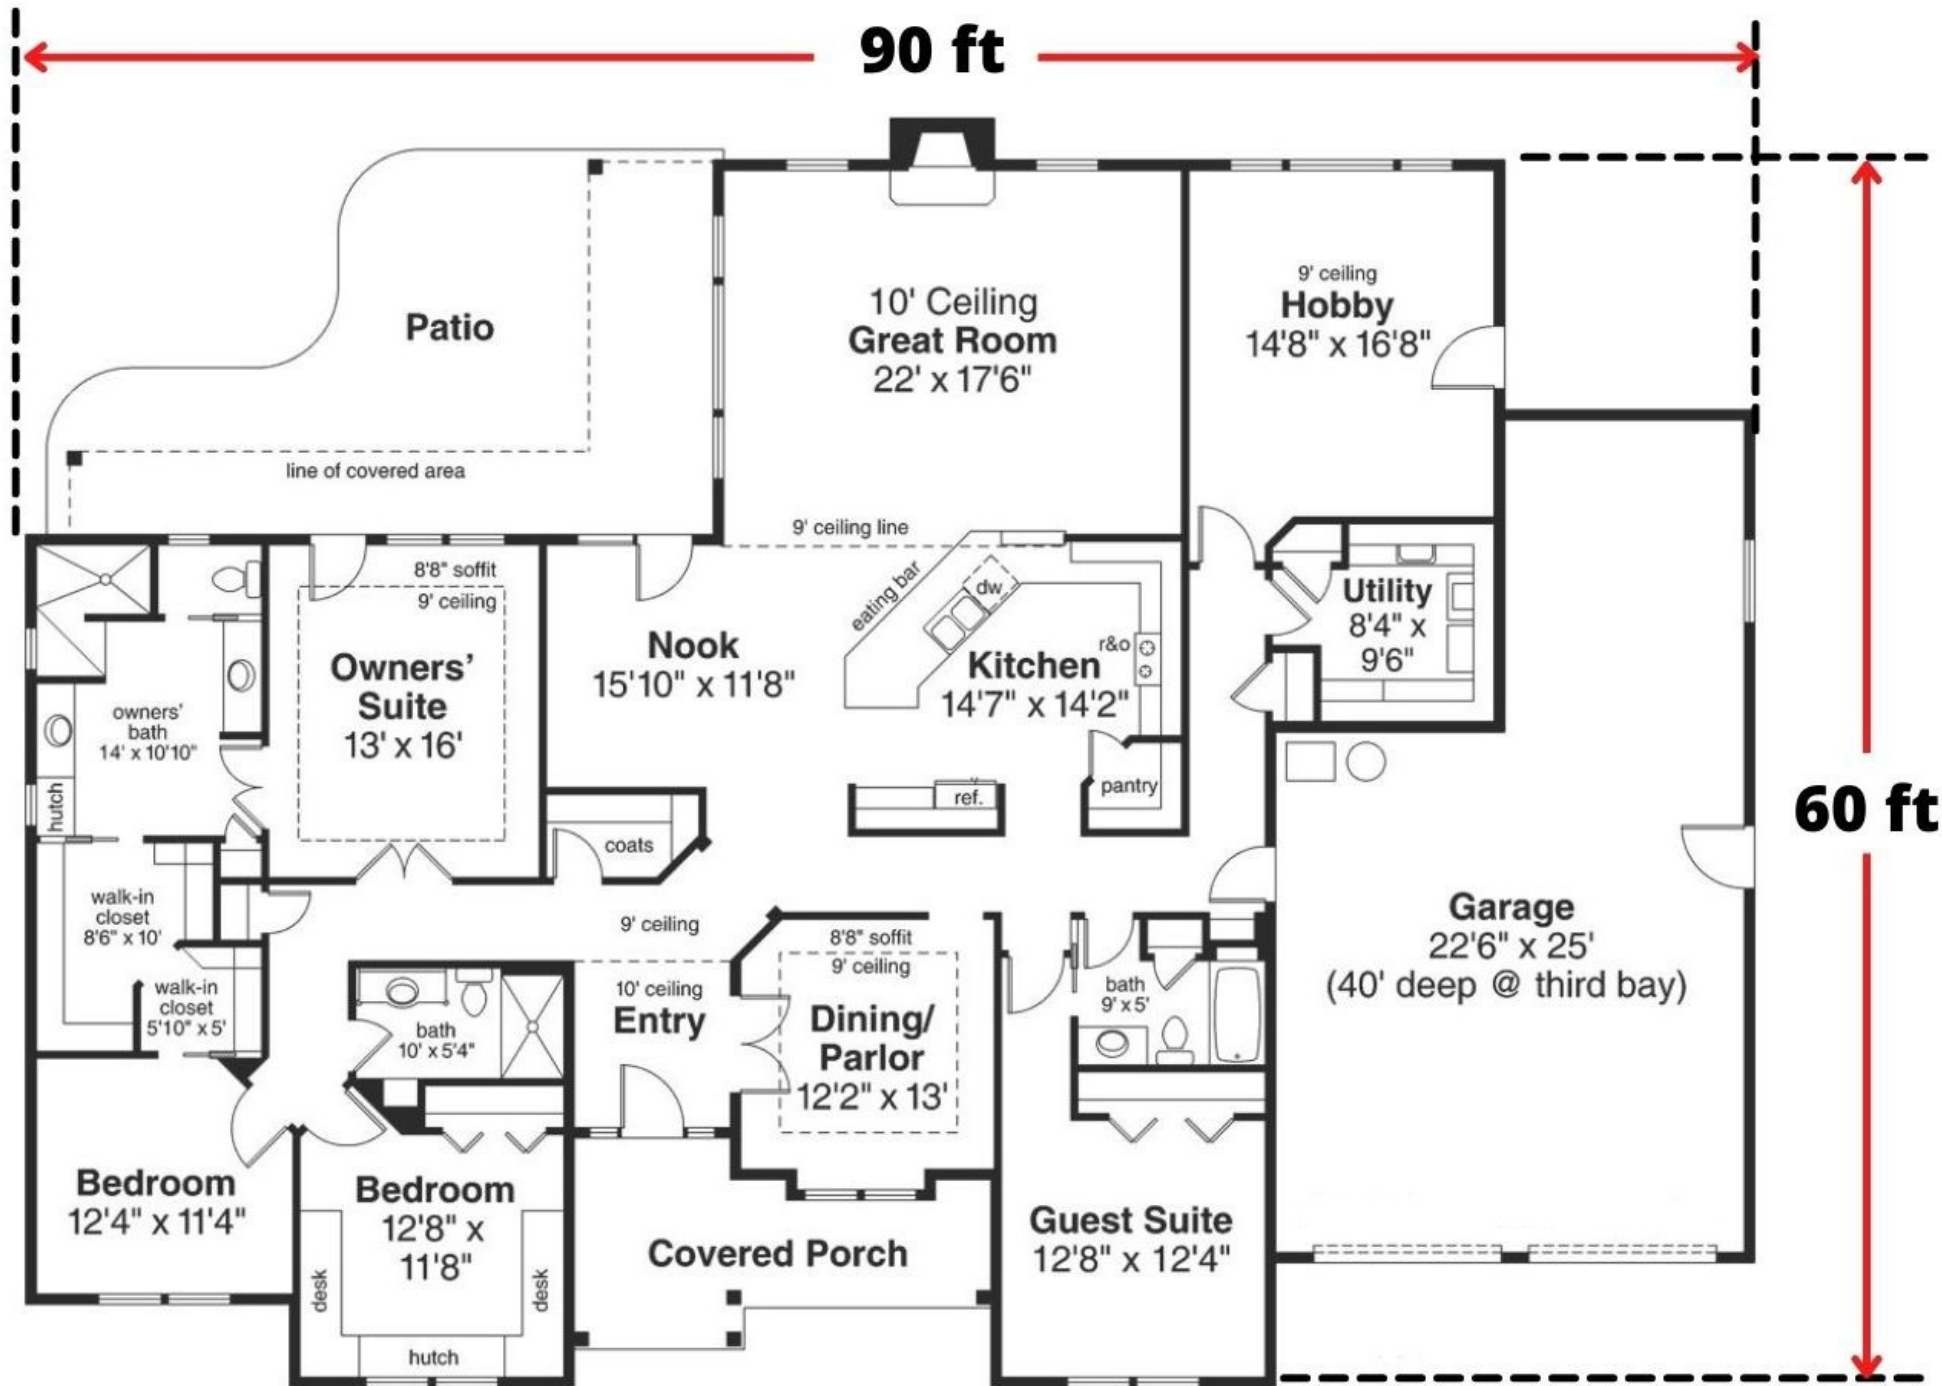 90 ft
10' Ceiling
Great Room
22' x 17'6"
9' ceiling
Hobby
14'8" x 16'8"
Patio
line of covered area
9' ceiling line
8'8" soffit
9' ceiling
Owners'
Suite
13' x 16'
Nook
15'10" x 11'8"
eating bar
dw
r&o
Kitchen
14'7" x 14'2"
Utility
8'4" x
9'6"
owners'
bath
14' x 10'10"
hutch
ref.
pantry
coats
60 ft
walk-in
closet
8'6" x 10'
walk-in
closet
5'10" x 5'
9' ceiling
10' ceiling
Entry
8'8" soffit
9' ceiling
Dining/
Parlor
12'2" x 13'
bath
10' x 5'4"
bath
9' x 5'
Garage
22'6" x 25'
(40' deep @ third bay)
Bedroom
12'4" x 11'4"
Bedroom
12'8" x
11'8"
desk
desk
hutch
Covered Porch
Guest Suite
12'8" x 12'4"